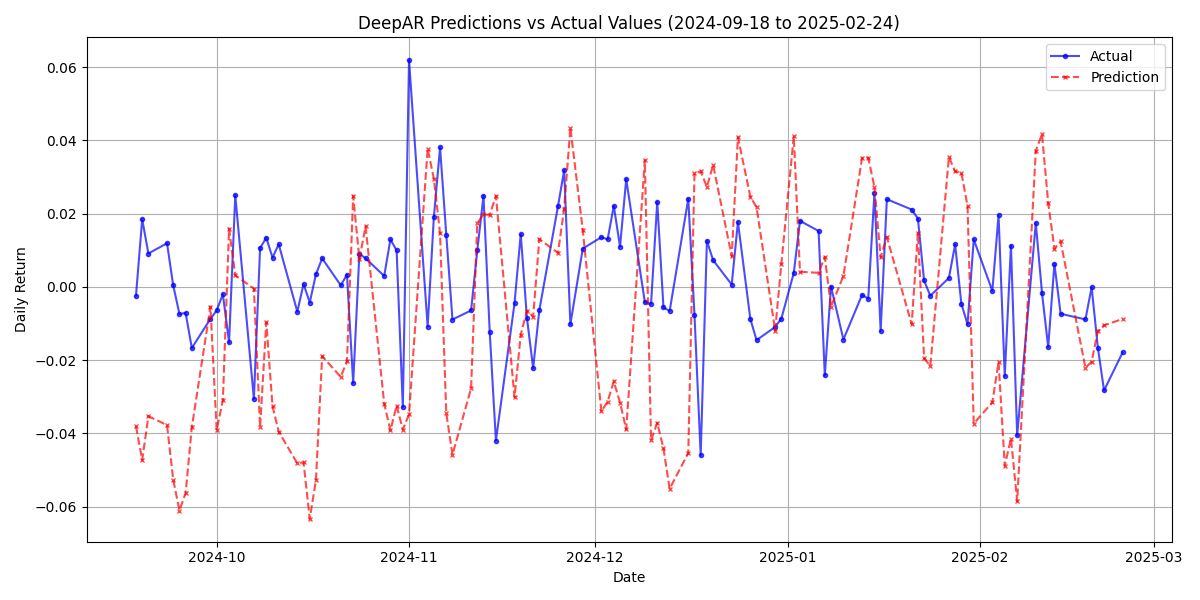 DeepAR Predictions vs Actual Values (2024-09-18 to 2025-02-24)
Actual
Prediction
0.06
0.04
0.02
0.00
−0.02
−0.04
−0.06
Daily Return
2024-10
2024-11
2024-12
2025-01
2025-02
2025-03
Date